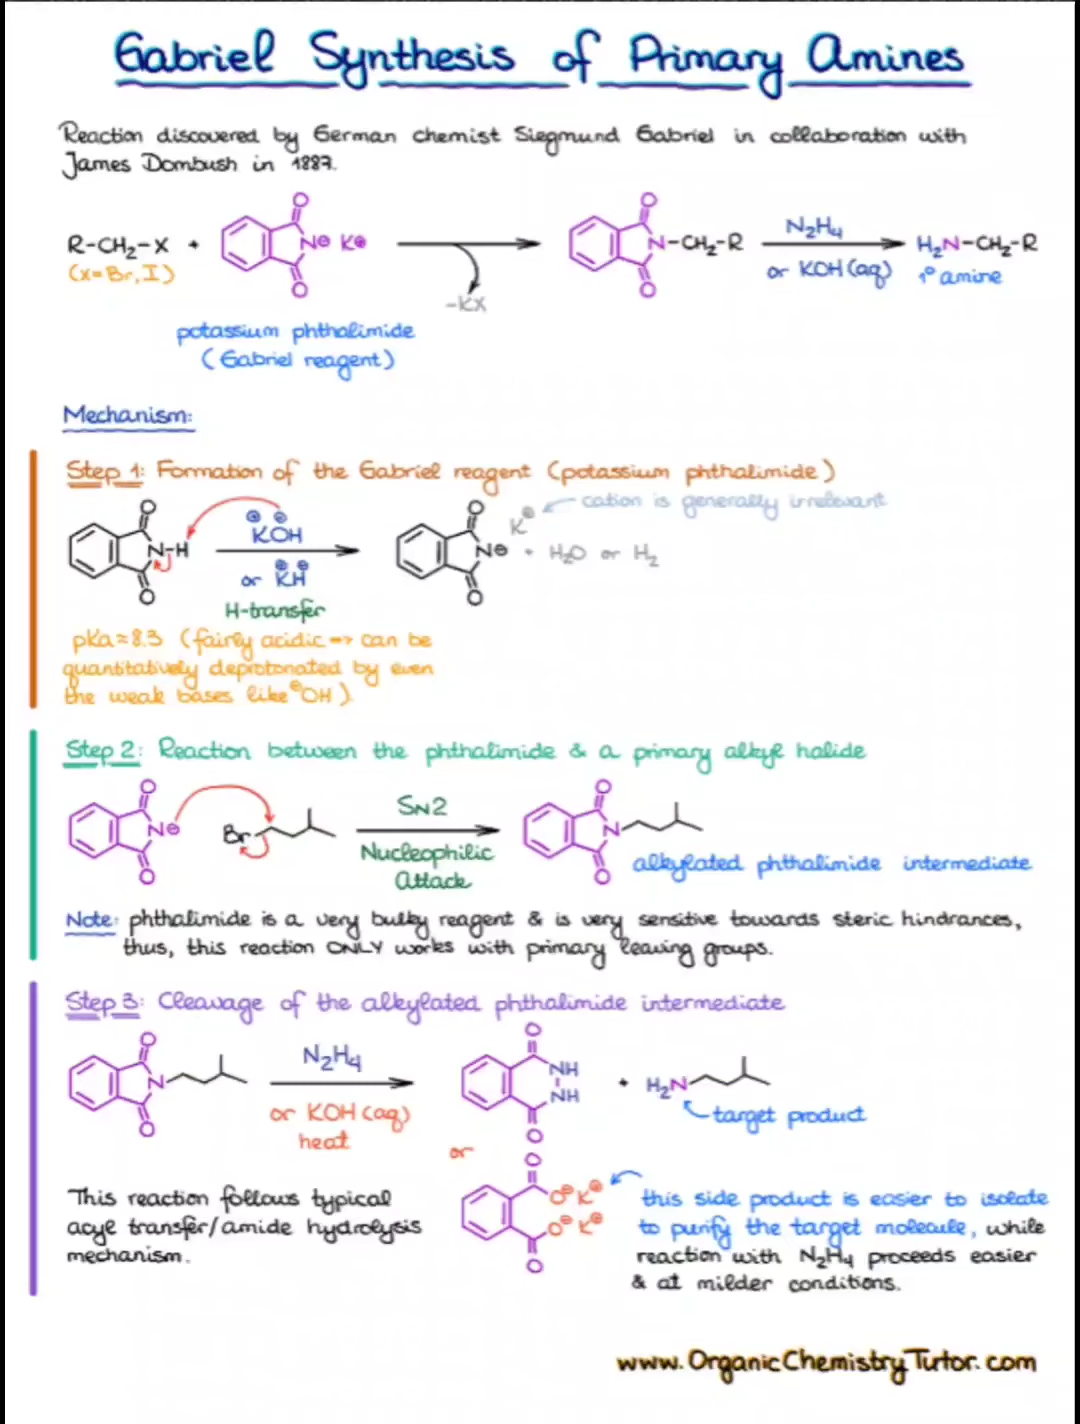 Gabriel Synthesis of Primary Amines
Reaction discovered by German chemist Siegmund Gabriel in collaboration with
James Dombush in 1887.
R-CH₂-X + O N⊖ K⊕ O
(X=Br, I)
-KX
O N-CH₂-R O
N₂H₄
or KOH (aq)
H₂N-CH₂-R
1° amine
potassium phthalimide
(Gabriel reagent)
Mechanism:
Step 1: Formation of the Gabriel reagent (potassium phthalimide)
O N-H O
⊕ ⊖
KOH
or KH
⊕ ⊖
H-transfer
O N⊖ O
K⊕
cation is generally irrelevant
+ H₂O or H₂
pKa≈8.3 (fairly acidic => can be
quantitatively deprotonated by even
the weak bases like ⊖OH)
Step 2: Reaction between the phthalimide & a primary alkyl halide
O N⊖ O
Br
SN2
Nucleophilic
Attack
O N O
alkylated phthalimide intermediate
Note: phthalimide is a very bulky reagent & is very sensitive towards steric hindrances,
thus, this reaction ONLY works with primary leaving groups.
Step 3: Cleavage of the alkylated phthalimide intermediate
O N O
N₂H₄
or KOH (aq)
heat
O NH NH O
+ H₂N
target product
or
O O⊖ K⊕
O⊖ K⊕ O
This reaction follows typical
acyl transfer/amide hydrolysis
mechanism.
this side product is easier to isolate
to purify the target molecule, while
reaction with N₂H₄ proceeds easier
& at milder conditions.
www.OrganicChemistryTutor.com